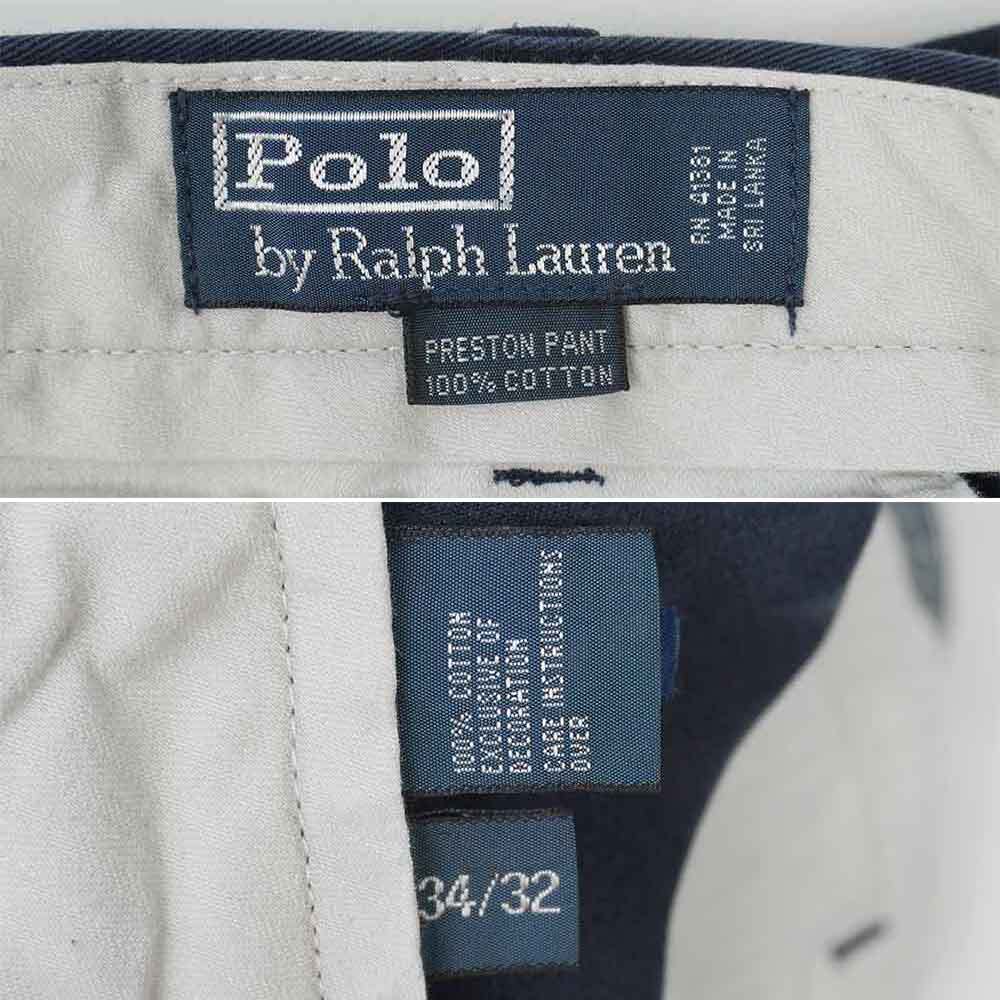 Polo
by Ralph Lauren
RN 41381
MADE IN
SRI LANKA
PRESTON PANT
100% COTTON
100% COTTON
EXCLUSIVE OF
DECORATION
CARE INSTRUCTIONS
OVER
34/32